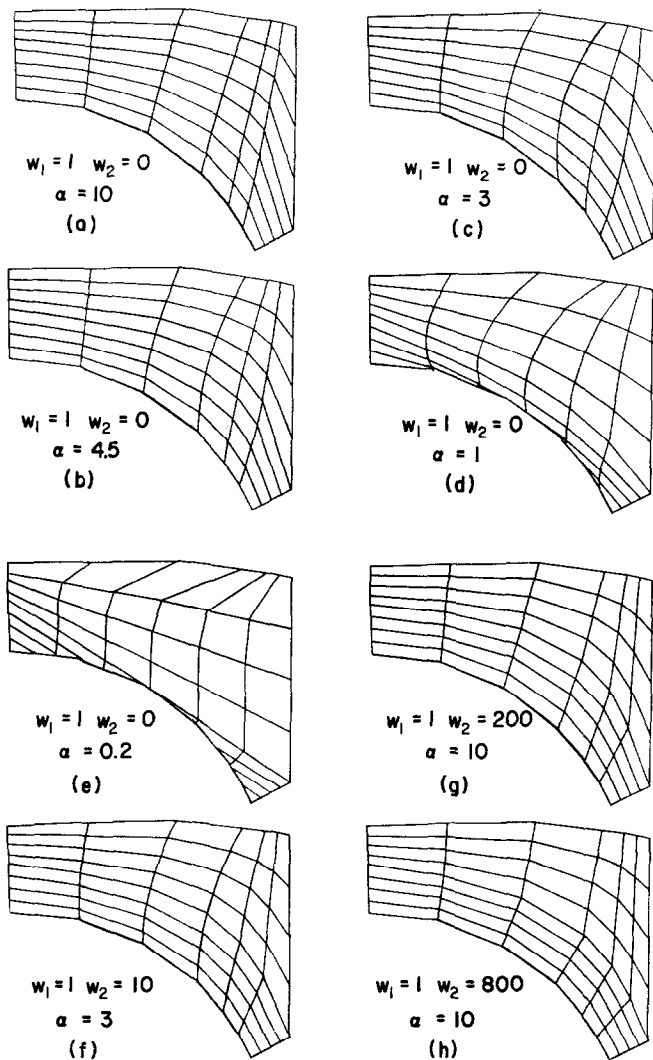 w₁ = 1 w₂ = 0
α = 10
(a)
w₁ = 1 w₂ = 0
α = 3
(c)
w₁ = 1 w₂ = 0
α = 4.5
(b)
w₁ = 1 w₂ = 0
α = 1
(d)
w₁ = 1 w₂ = 0
α = 0.2
(e)
w₁ = 1 w₂ = 200
α = 10
(g)
w₁ = 1 w₂ = 10
α = 3
(f)
w₁ = 1 w₂ = 800
α = 10
(h)